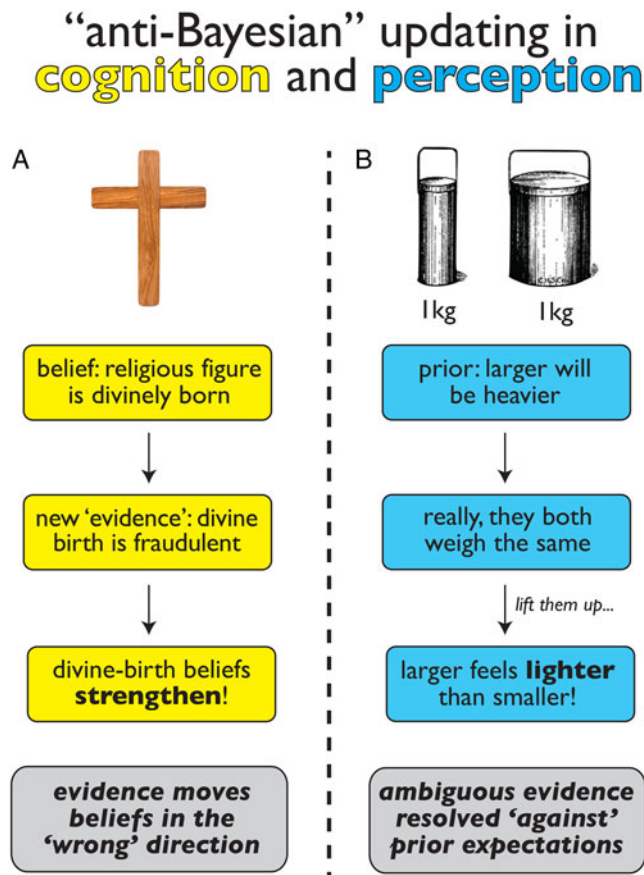 "anti-Bayesian" updating in
cognition and perception
A
belief: religious figure
is divinely born
new 'evidence': divine
birth is fraudulent
divine-birth beliefs
strengthen!
evidence moves
beliefs in the
'wrong' direction
B
1kg 1kg
prior: larger will
be heavier
really, they both
weigh the same
lift them up...
larger feels lighter
than smaller!
ambiguous evidence
resolved 'against'
prior expectations